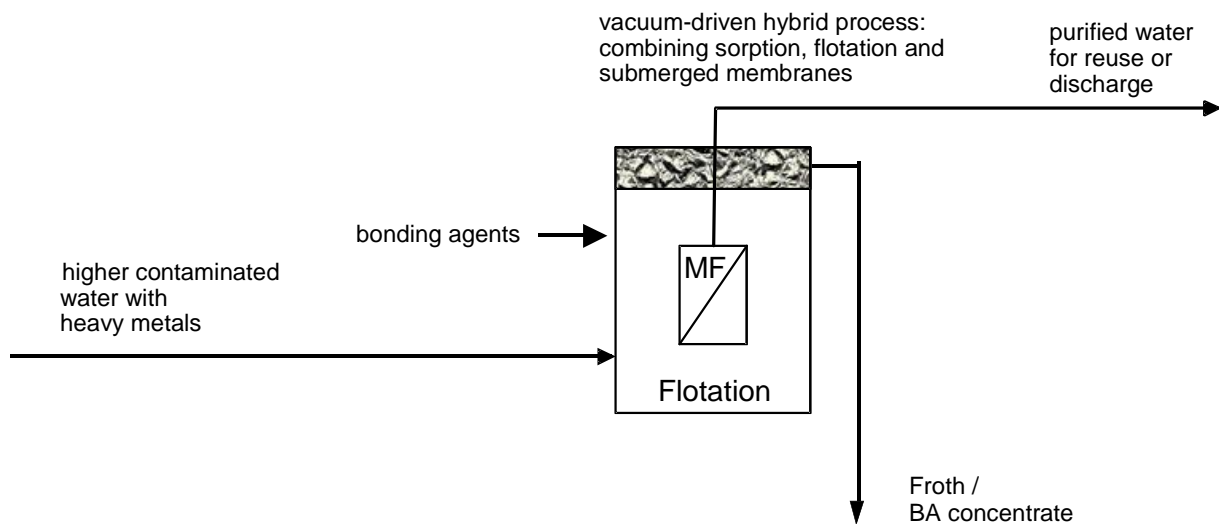 vacuum-driven hybrid process:
combining sorption, flotation and
submerged membranes
purified water
for reuse or
discharge
bonding agents
higher contaminated
water with
heavy metals
MF
Flotation
Froth /
BA concentrate